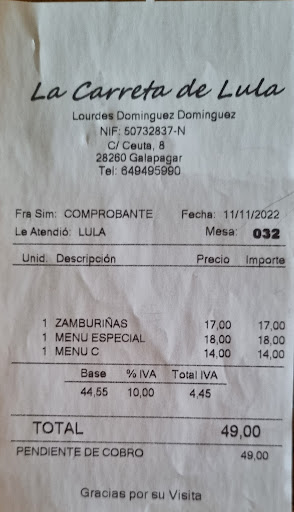 La Carreta de Lula
Lourdes Dominguez Dominguez
NIF: 50732837-N
C/ Ceuta, 8
28260 Galapagar
Tel: 649495990
Fra Sim: COMPROBANTE Fecha: 11/11/2022
Le Atendió: LULA Mesa: 032
Unid. Descripción Precio Importe
1 ZAMBURIÑAS 17,00 17,00
1 MENU ESPECIAL 18,00 18,00
1 MENU C 14,00 14,00
Base % IVA Total IVA
44,55 10,00 4,45
TOTAL 49,00
PENDIENTE DE COBRO 49,00
Gracias por su Visita